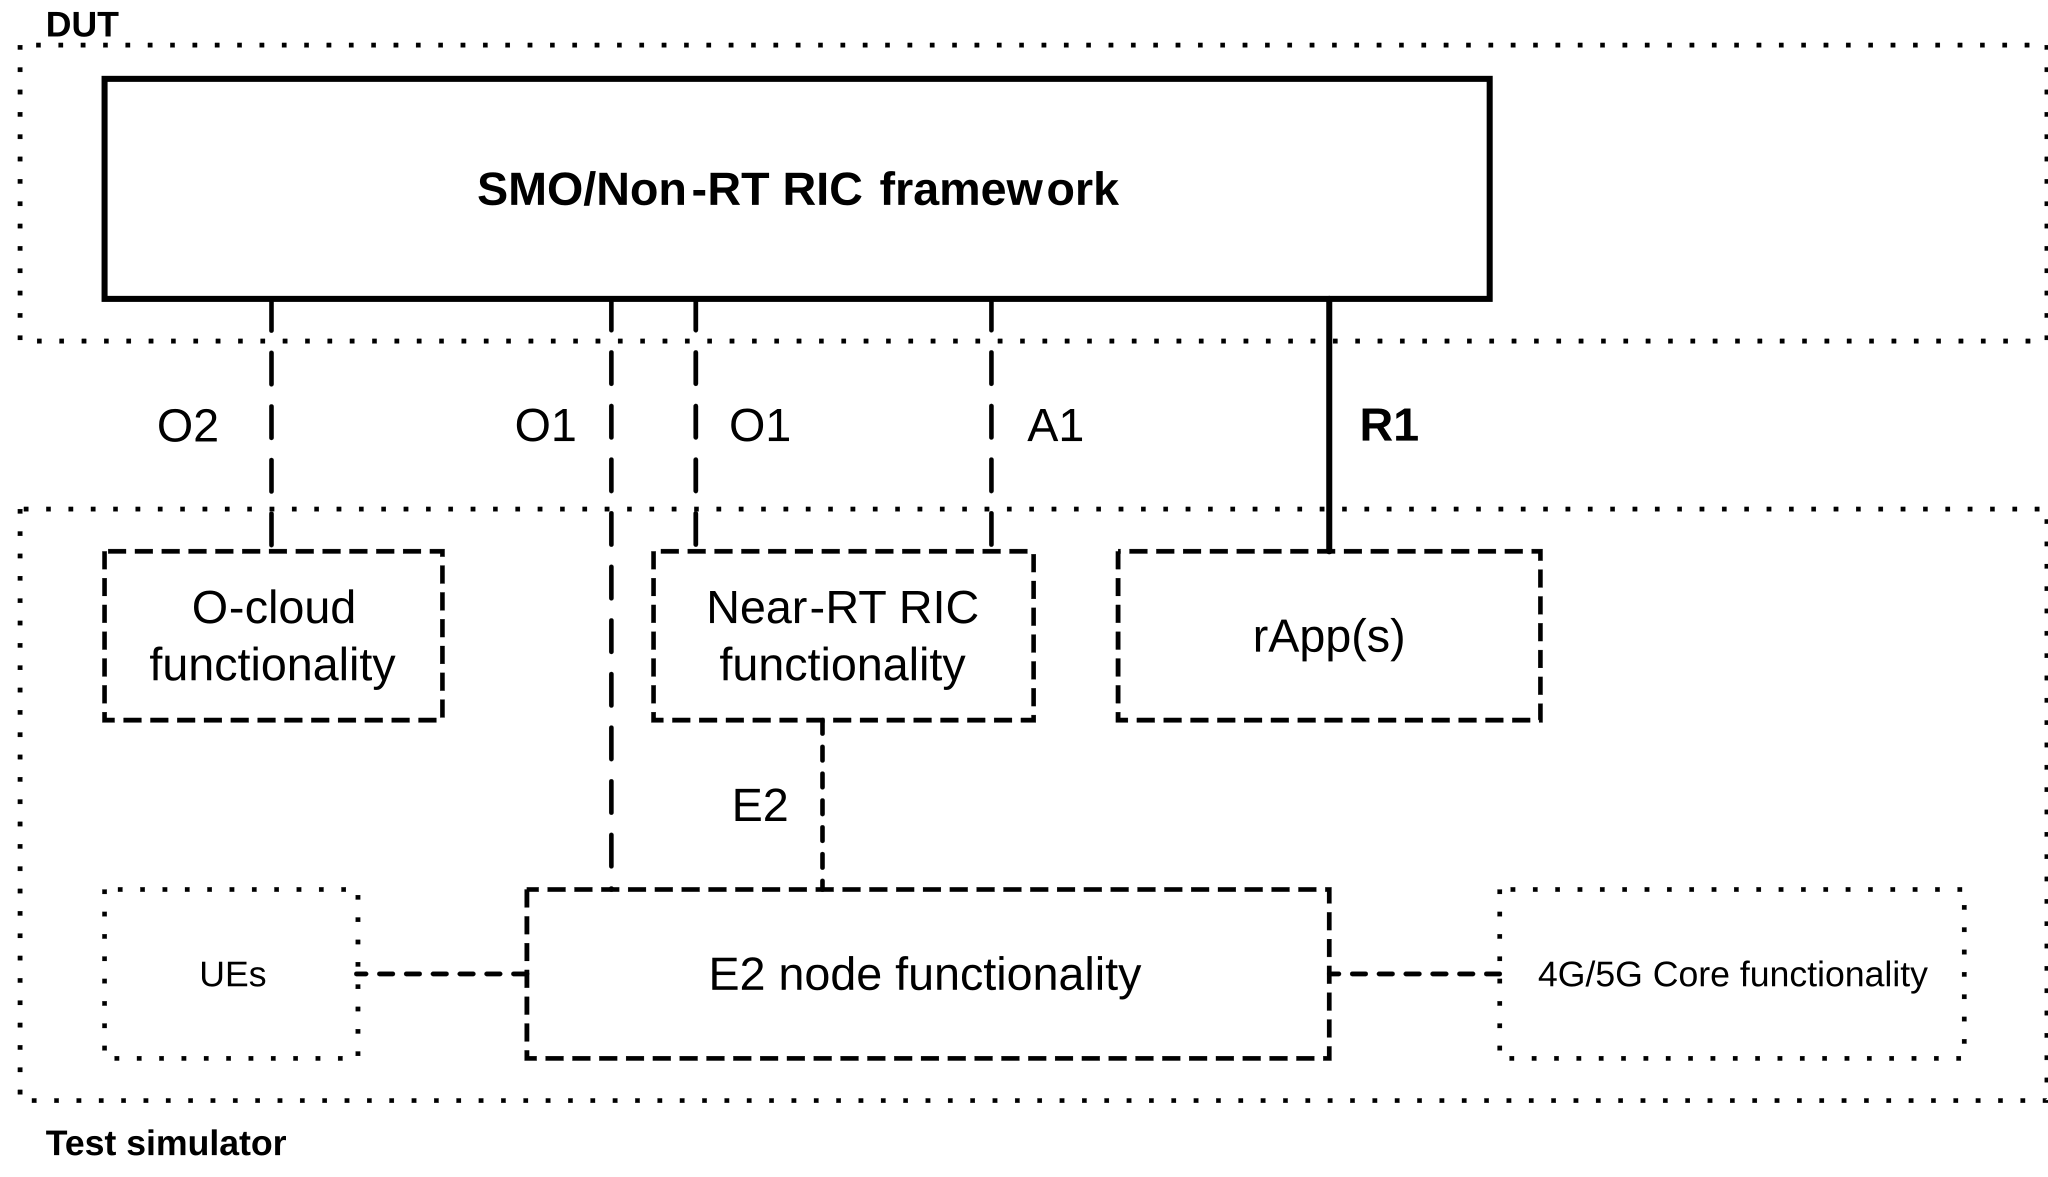 DUT
SMO/Non-RT RIC framework
O2
O1
O1
A1
R1
O-cloud
functionality
Near-RT RIC
functionality
rApp(s)
E2
UEs
E2 node functionality
4G/5G Core functionality
Test simulator